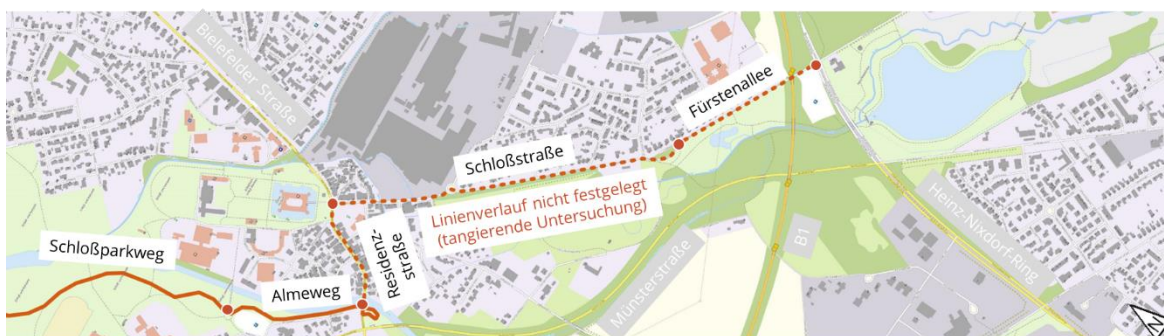 Bielefelder Straße
Fürstenallee
Schloßstraße
Linienverlauf nicht festgelegt
(tangierende Untersuchung)
Schloßparkweg
Almeweg
Residenz-
straße
Münsterstraße
B1
Heinz-Nixdorf-Ring
N